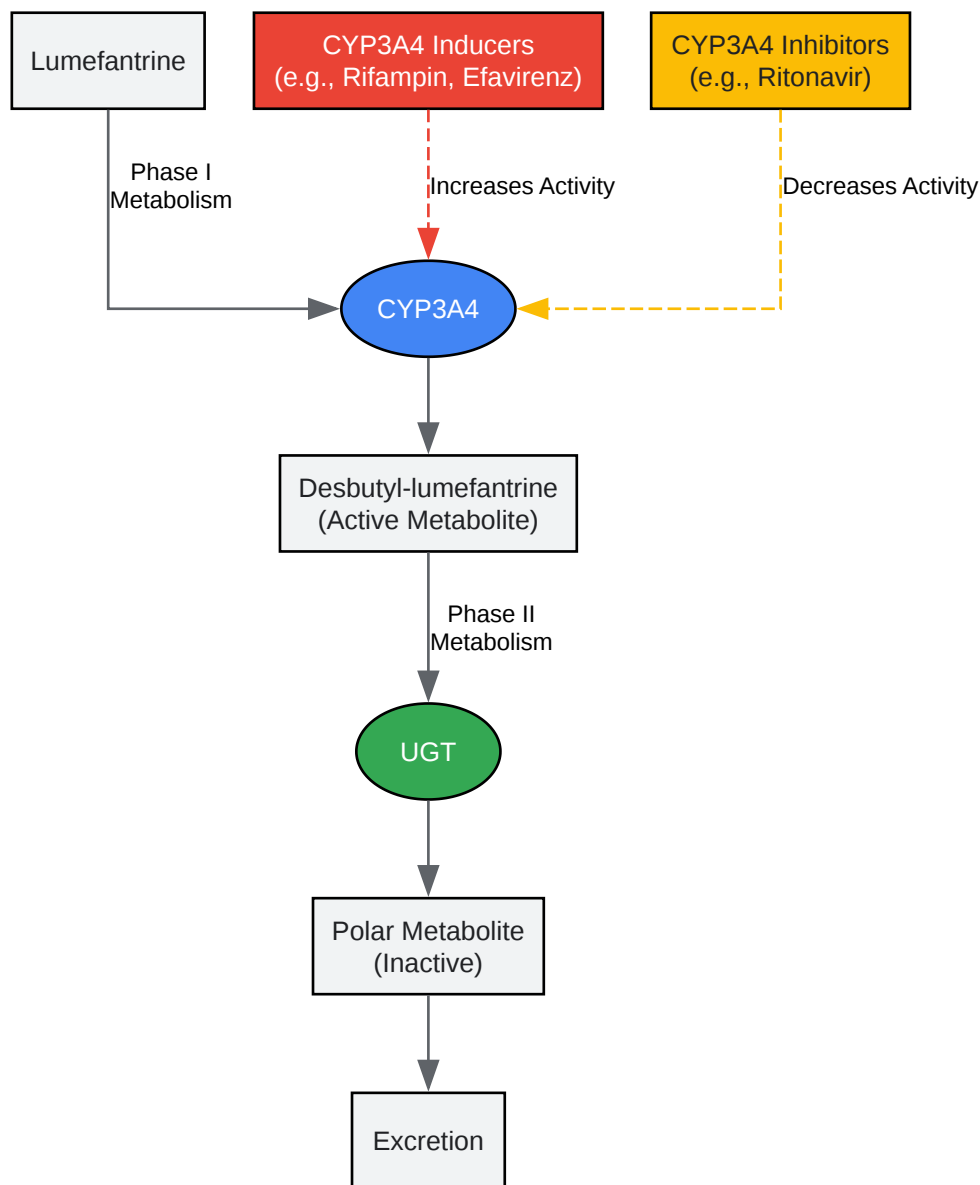 Lumefantrine
CYP3A4 Inducers
(e.g., Rifampin, Efavirenz)
CYP3A4 Inhibitors
(e.g., Ritonavir)
Phase I
Metabolism
Increases Activity
Decreases Activity
CYP3A4
Desbutyl-lumefantrine
(Active Metabolite)
Phase II
Metabolism
UGT
Polar Metabolite
(Inactive)
Excretion